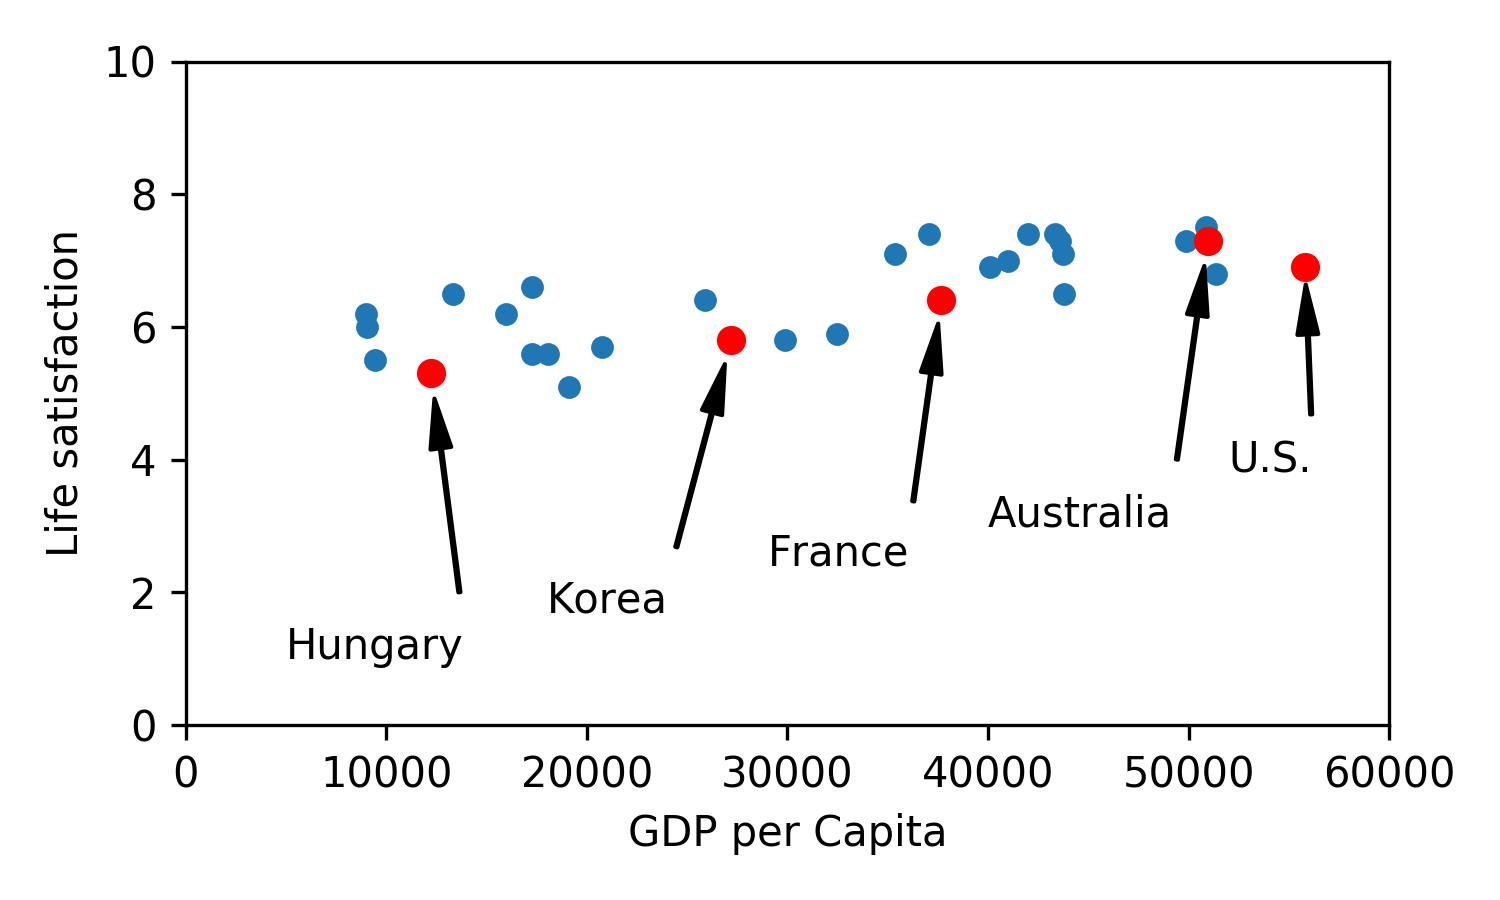 10
8
6
4
2
0
Life satisfaction
Hungary
Korea
France
Australia
U.S.
0 10000 20000 30000 40000 50000 60000
GDP per Capita